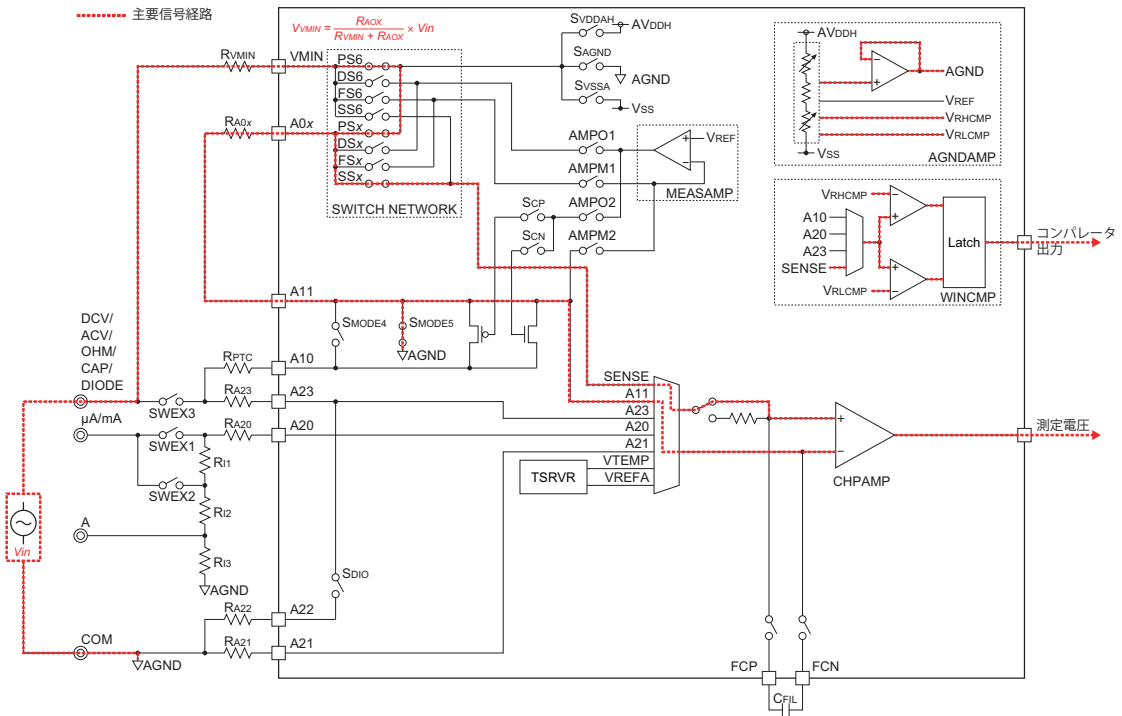 主要信号経路
VVMIN = RAOX / RVMIN + RAOX × Vin
RVMIN
VMIN
RA0x
A0x
PS6
DS6
FS6
SS6
PSx
DSx
FSx
SSx
SWITCH NETWORK
SVDDAH
AVDDH
SAGND
AGND
SVSSA
VSS
AMPO1
AMPM1
AMPO2
AMPM2
VREF
+
−
MEASAMP
SCP
SCN
AVDDH
−
+
AGND
VREF
VRHCMP
VRLCMP
VSS
AGNDAMP
VRHCMP
−
+
A10
A20
A23
SENSE
+
−
VRLCMP
Latch
WINCMP
コンパレータ
出力
A11
SMODE4
SMODE5
AGND
DCV/
ACV/
OHM/
CAP/
DIODE
RPTC
A10
SWEX3
RA23
A23
μA/mA
SWEX1
RA20
A20
RI1
SWEX2
RI2
A
RI3
AGND
Vin
SDIO
RA22
A22
COM
AGND
RA21
A21
SENSE
A11
A23
A20
A21
VTEMP
VREFA
TSRVR
+
−
CHPAMP
測定電圧
FCP
FCN
CFIL